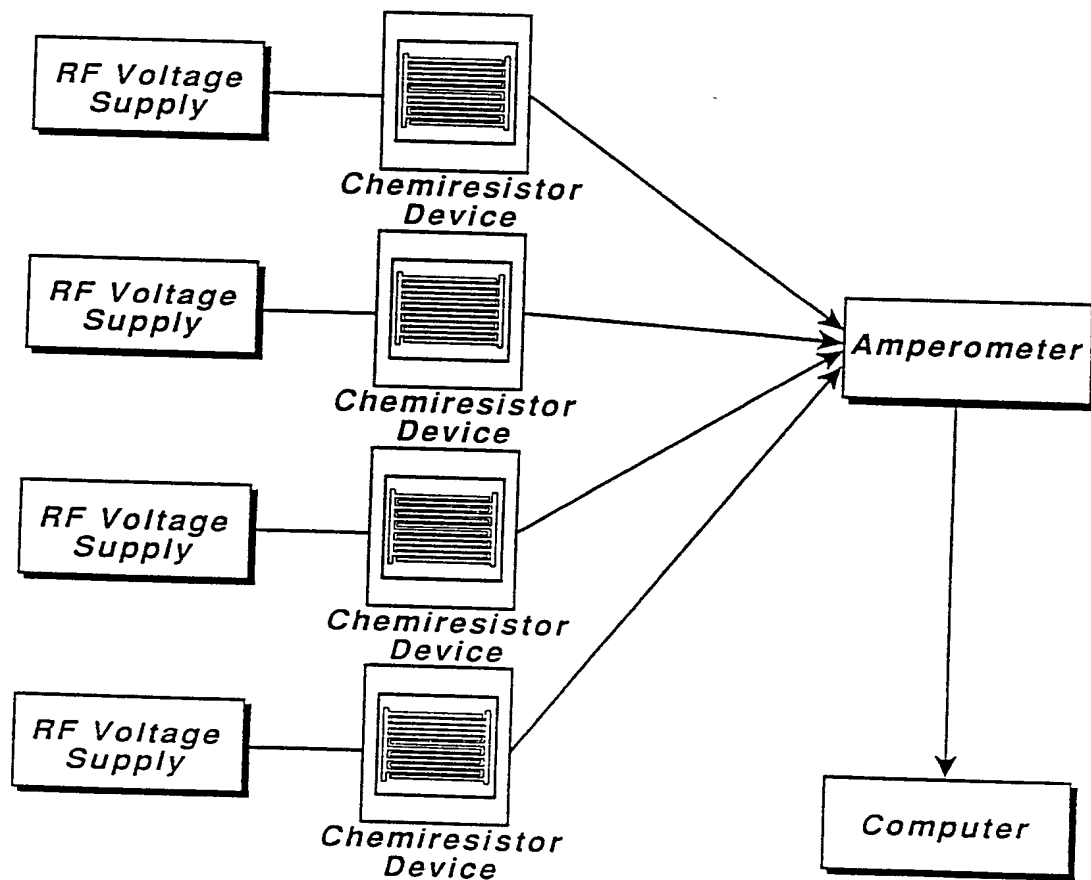 RF Voltage
Supply
Chemiresistor
Device
RF Voltage
Supply
Chemiresistor
Device
Amperometer
RF Voltage
Supply
Chemiresistor
Device
RF Voltage
Supply
Chemiresistor
Device
Computer